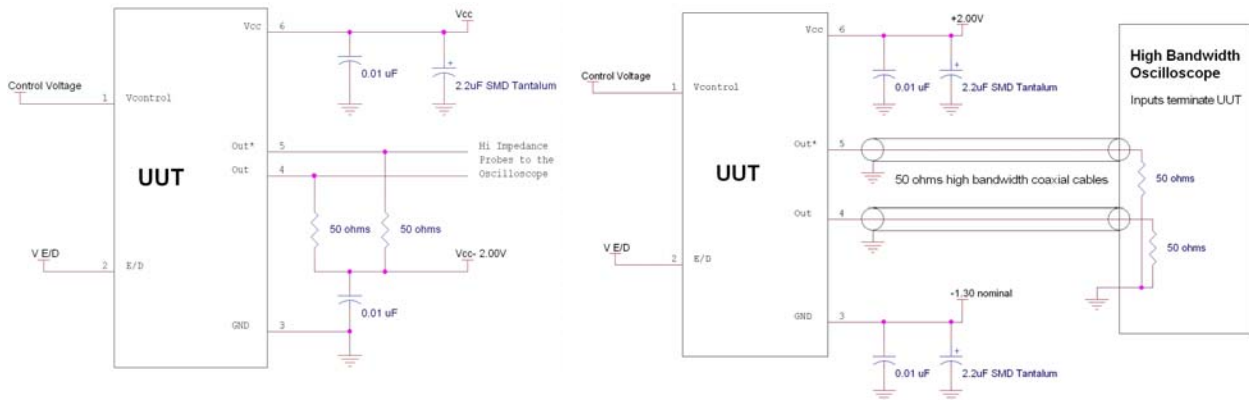 Vcc
6
Vcc
0.01 uF
2.2uF SMD Tantalum
Control Voltage
1
Vcontrol
Out*
5
Hi Impedance
Probes to the
Oscilloscope
Out
4
UUT
50 ohms
50 ohms
V E/D
2
E/D
Vcc- 2.00V
0.01 uF
GND
3
+2.00V
Vcc
6
0.01 uF
2.2uF SMD Tantalum
Control Voltage
1
Vcontrol
Out*
5
UUT
50 ohms high bandwidth coaxial cables
Out
4
V E/D
2
E/D
-1.30 nominal
GND
3
0.01 uF
2.2uF SMD Tantalum
High Bandwidth
Oscilloscope
Inputs terminate UUT
50 ohms
50 ohms
+
+
+